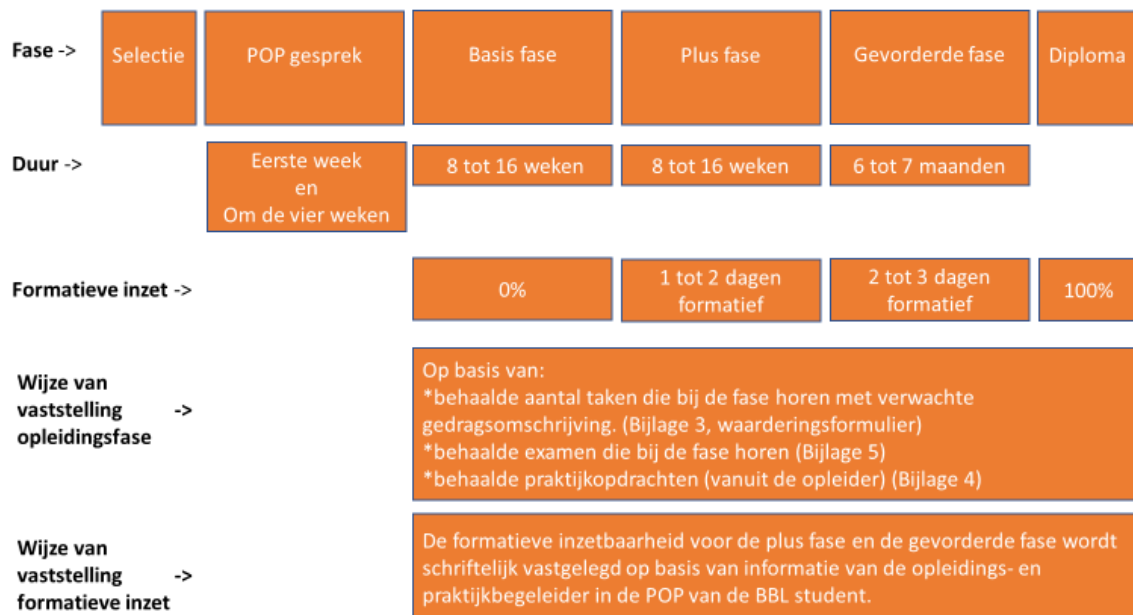 Fase -> Selectie POP gesprek Basis fase Plus fase Gevorderde fase Diploma
Duur -> Eerste week
en
Om de vier weken
8 tot 16 weken 8 tot 16 weken 6 tot 7 maanden
Formatieve inzet -> 0% 1 tot 2 dagen
formatief
2 tot 3 dagen
formatief
100%
Wijze van
vaststelling ->
opleidingsfase
Op basis van:
*behaalde aantal taken die bij de fase horen met verwachte
gedragsomschrijving. (Bijlage 3, waarderingsformulier)
*behaalde examen die bij de fase horen (Bijlage 5)
*behaalde praktijkopdrachten (vanuit de opleider) (Bijlage 4)
Wijze van
vaststelling ->
formatieve inzet
De formatieve inzetbaarheid voor de plus fase en de gevorderde fase wordt
schriftelijk vastgelegd op basis van informatie van de opleidings- en
praktijkbegeleider in de POP van de BBL student.